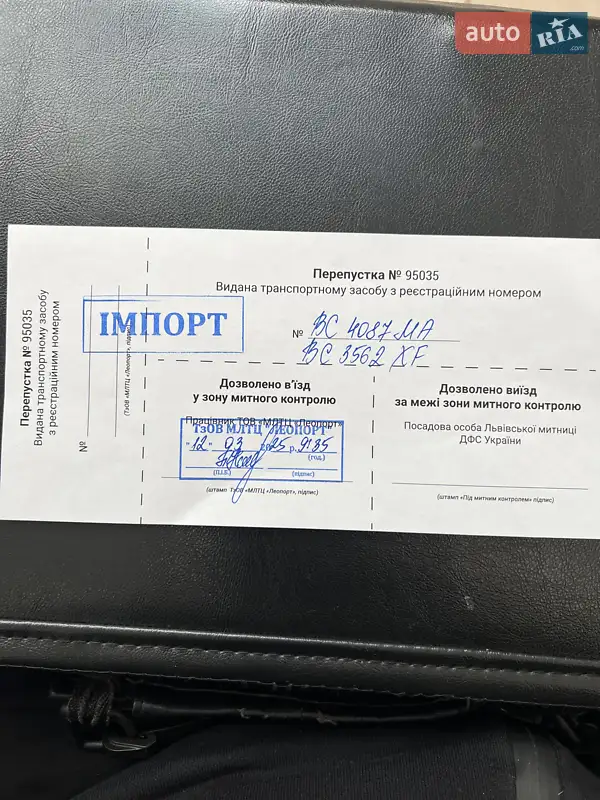 auto RIA .com
Перепустка № 95035
Видана транспортному засобу
з реєстраційним номером
№
(ТзОВ «МЛТЦ «Леопорт», підпис)
Перепустка № 95035
Видана транспортному засобу з реєстраційним номером
ІМПОРТ
№ ВС 4087 МА
ВС 3562 XF
Дозволено в'їзд
у зону митного контролю
Працівник ТОВ «МЛТЦ «Леопорт»
ТзОВ МЛТЦ "ЛЕОПОРТ"
"12" 03 2025 р. 9:35
(год.)
(П.І.Б.) (підпис)
(штамп ТзОВ «МЛТЦ «Леопорт», підпис)
Дозволено виїзд
за межі зони митного контролю
Посадова особа Львівської митниці
ДФС України
(штамп «Під митним контролем» підпис)